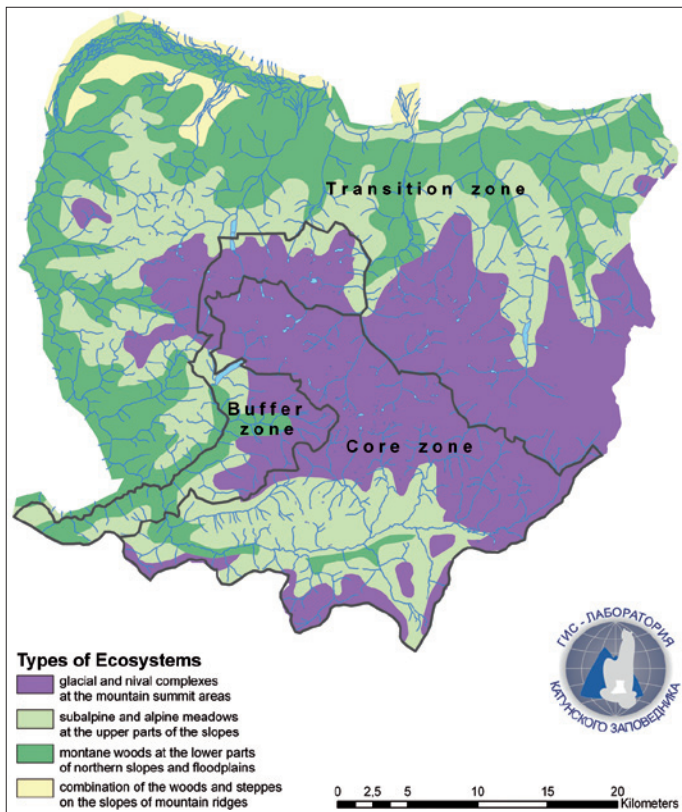 Transition zone
Buffer
zone
Core zone
Types of Ecosystems
glacial and nival complexes
at the mountain summit areas
subalpine and alpine meadows
at the upper parts of the slopes
montane woods at the lower parts
of northern slopes and floodplains
combination of the woods and steppes
on the slopes of mountain ridges
ГИС - ЛАБОРАТОРИЯ
КАТУНСКОГО ЗАПОВЕДНИКА
0 2,5 5 10 15 20
Kilometers